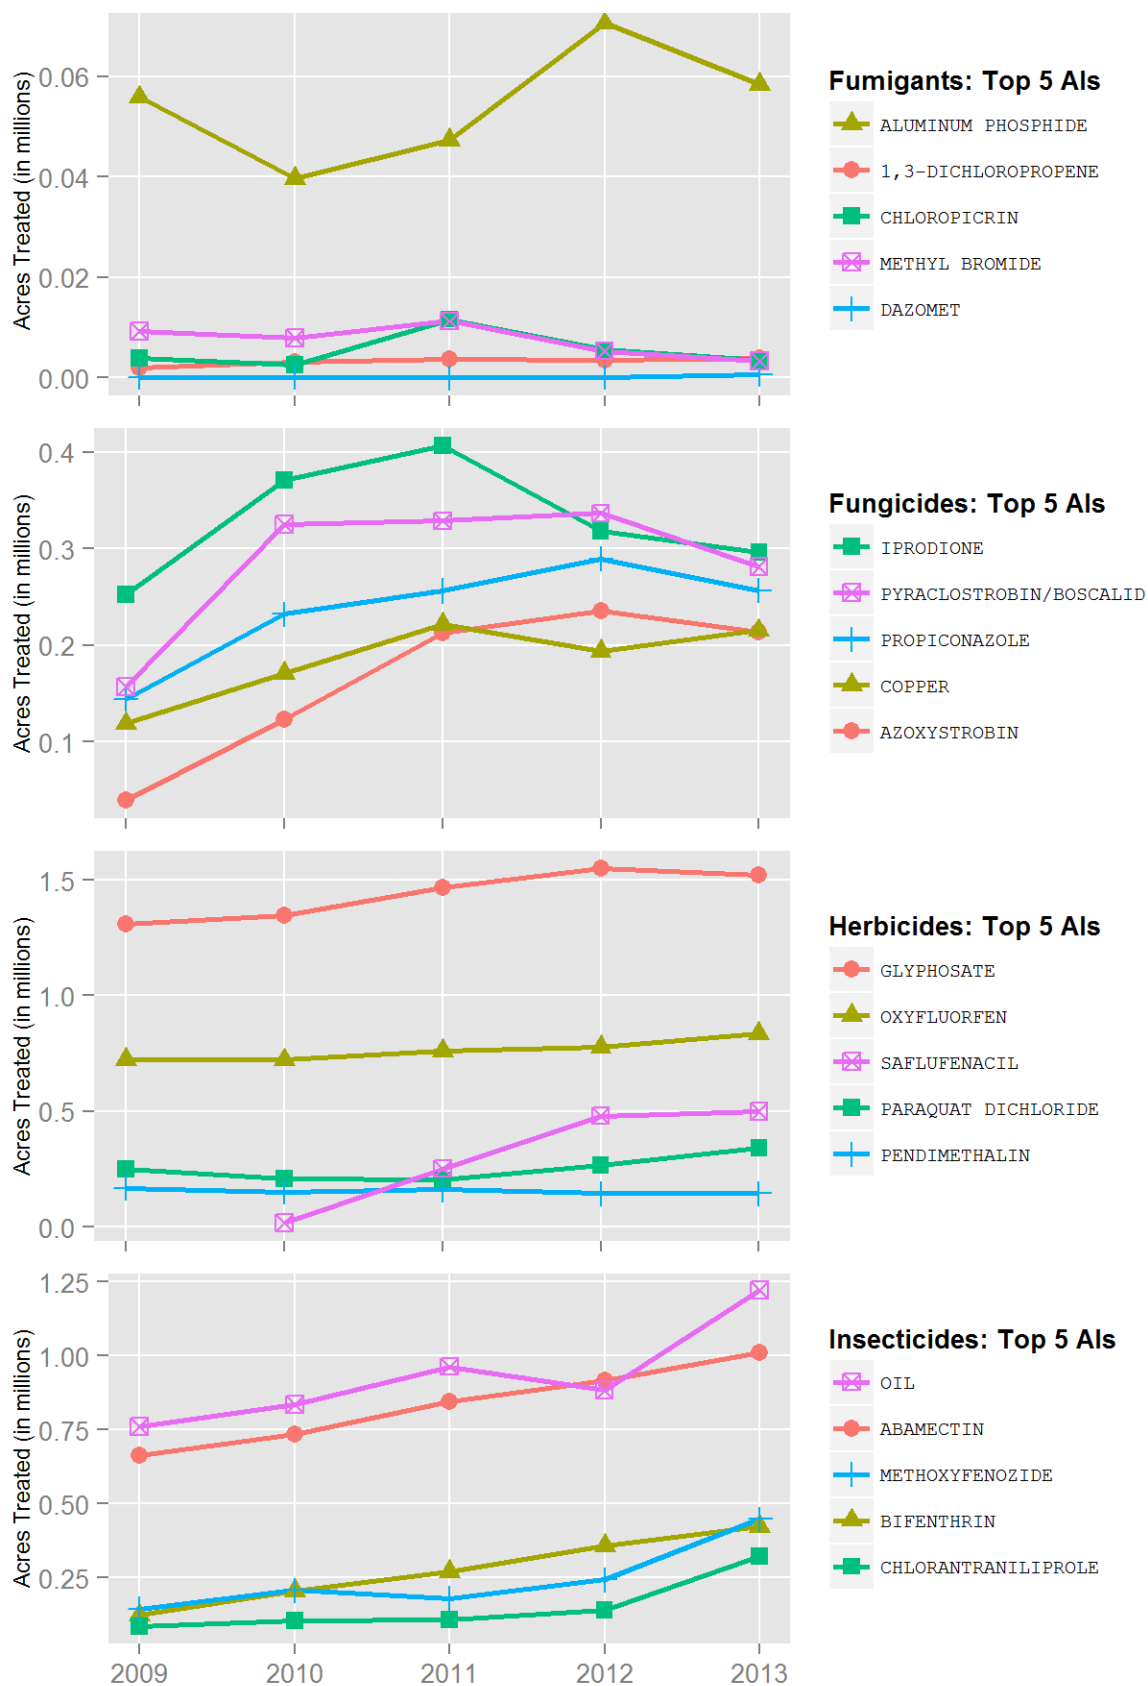 Acres Treated (in millions)
0.06
0.04
0.02
0.00
Fumigants: Top 5 AIs
ALUMINUM PHOSPHIDE
1,3-DICHLOROPROPENE
CHLOROPICRIN
METHYL BROMIDE
DAZOMET
Acres Treated (in millions)
0.4
0.3
0.2
0.1
Fungicides: Top 5 AIs
IPRODIONE
PYRACLOSTROBIN/BOSCALID
PROPICONAZOLE
COPPER
AZOXYSTROBIN
Acres Treated (in millions)
1.5
1.0
0.5
0.0
Herbicides: Top 5 AIs
GLYPHOSATE
OXYFLUORFEN
SAFLUFENACIL
PARAQUAT DICHLORIDE
PENDIMETHALIN
Acres Treated (in millions)
1.25
1.00
0.75
0.50
0.25
Insecticides: Top 5 AIs
OIL
ABAMECTIN
METHOXYFENOZIDE
BIFENTHRIN
CHLORANTRANILIPROLE
2009 2010 2011 2012 2013